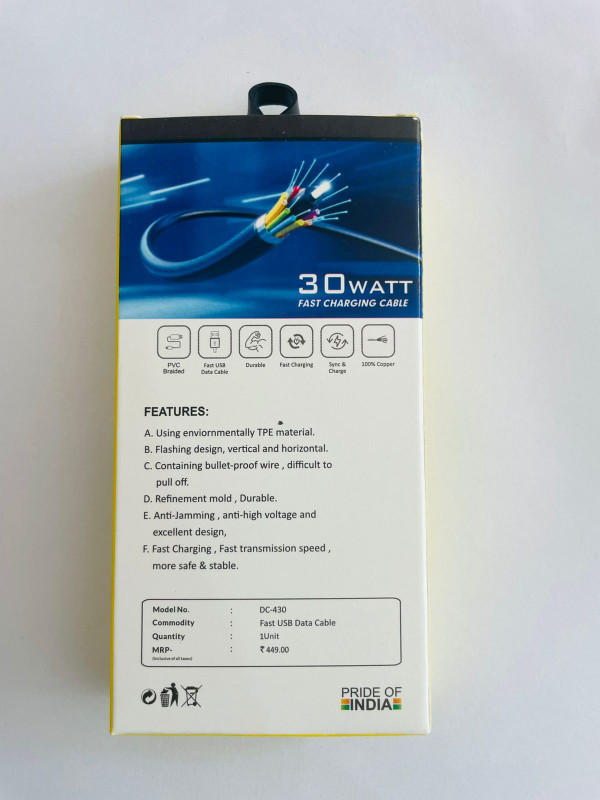 30WATT
FAST CHARGING CABLE
PVC
Braided
Fast USB
Data Cable
Durable
Fast Charging
Sync &
Charge
100% Copper
FEATURES:
A. Using enviornmentally TPE material.
B. Flashing design, vertical and horizontal.
C. Containing bullet-proof wire , difficult to
pull off.
D. Refinement mold , Durable.
E. Anti-Jamming , anti-high voltage and
excellent design,
F. Fast Charging , Fast transmission speed ,
more safe & stable.
Model No. : DC-430
Commodity : Fast USB Data Cable
Quantity : 1Unit
MRP- : ₹ 449.00
(Inclusive of all taxes)
PRIDE OF
INDIA